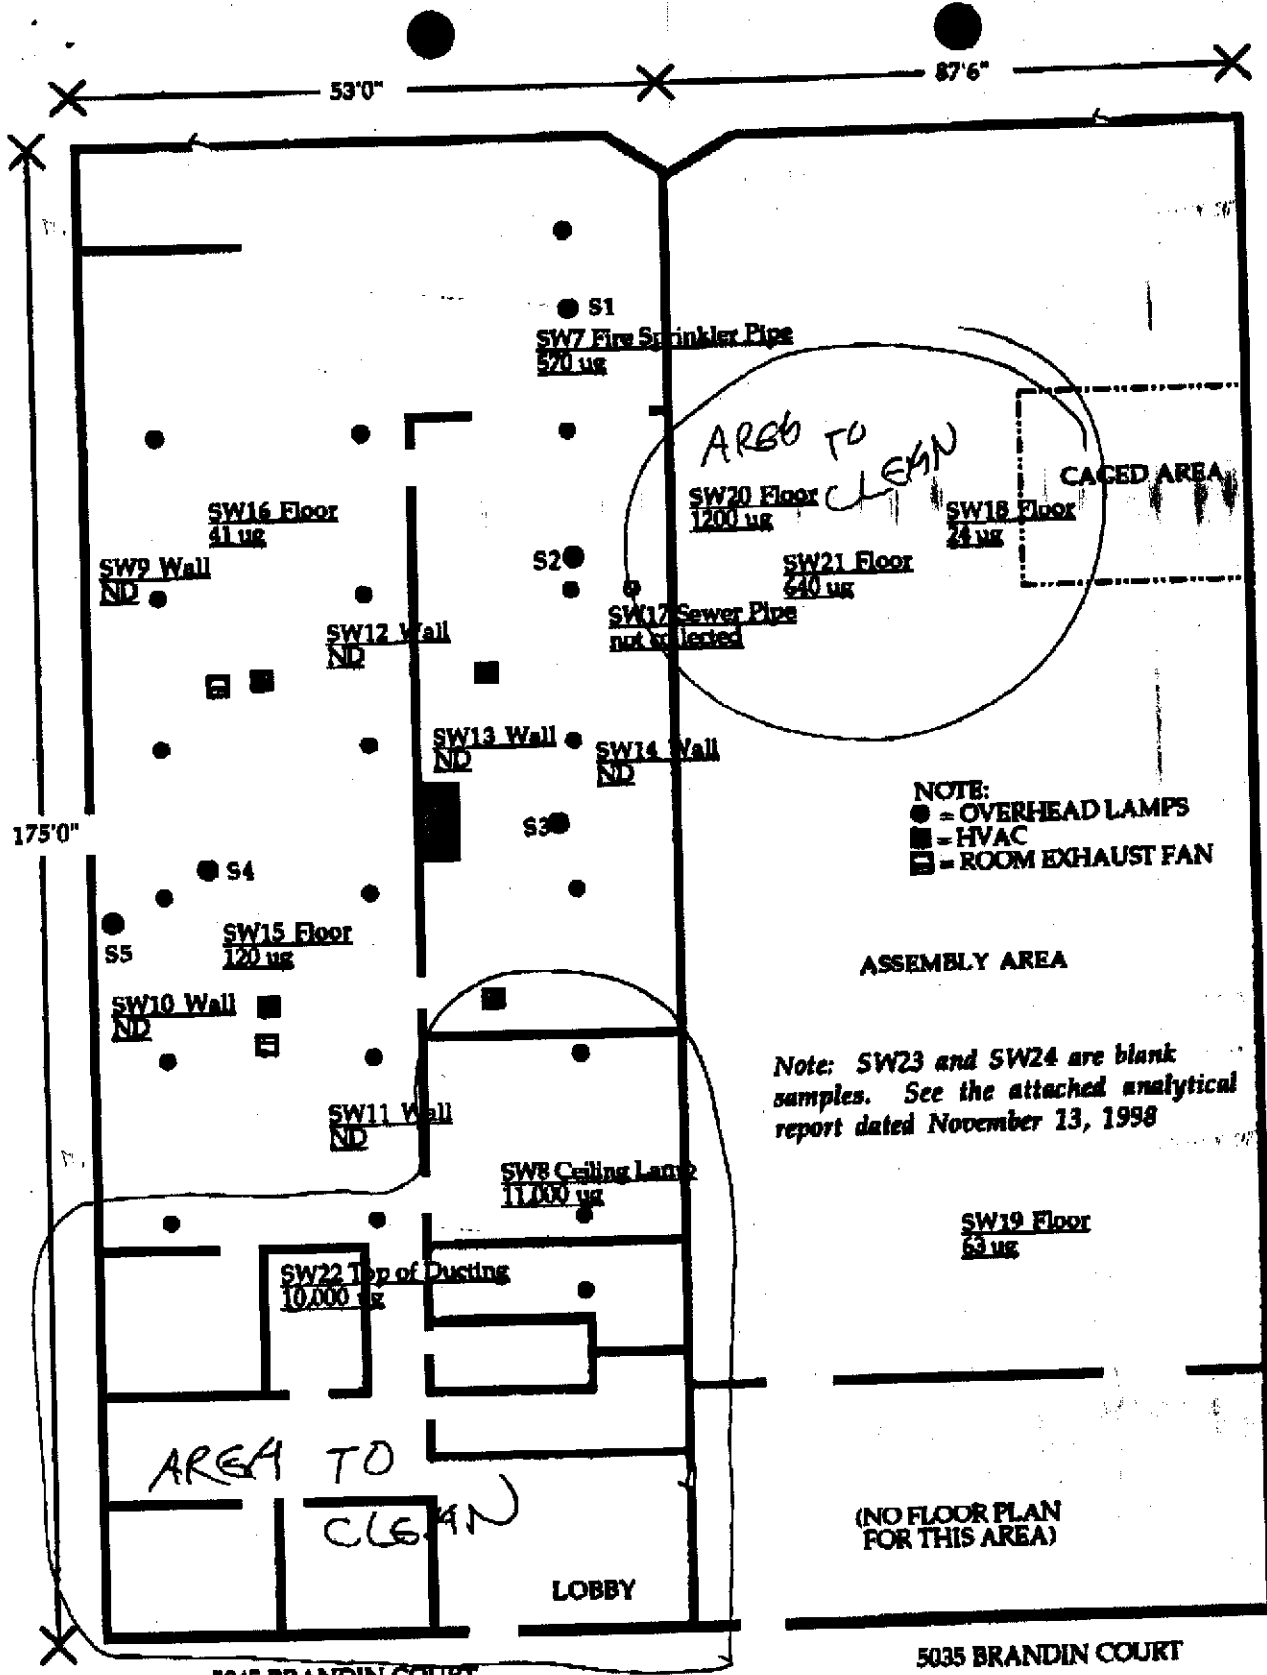 53'0"
87'6"
S1
SW7 Fire Sprinkler Pipe
570 ug
AREA TO
CLEAN
CAGED AREA
SW20 Floor
1200 ug
SW18 Floor
24 ug
SW16 Floor
41 ug
S2
SW21 Floor
640 ug
SW9 Wall
ND
SW17 Sewer Pipe
not collected
SW12 Wall
ND
SW13 Wall
ND
SW14 Wall
ND
NOTE:
= OVERHEAD LAMPS
= HVAC
= ROOM EXHAUST FAN
175'0"
S3
S4
S5
SW15 Floor
120 ug
ASSEMBLY AREA
SW10 Wall
ND
Note: SW23 and SW24 are blank
samples. See the attached analytical
report dated November 13, 1998
SW11 Wall
ND
SW8 Ceiling Lamp
11,000 ug
SW19 Floor
63 ug
SW22 Top of Ducting
10,000 ug
AREA TO
CLEAN
(NO FLOOR PLAN
FOR THIS AREA)
LOBBY
BRANDIN COURT
5035 BRANDIN COURT